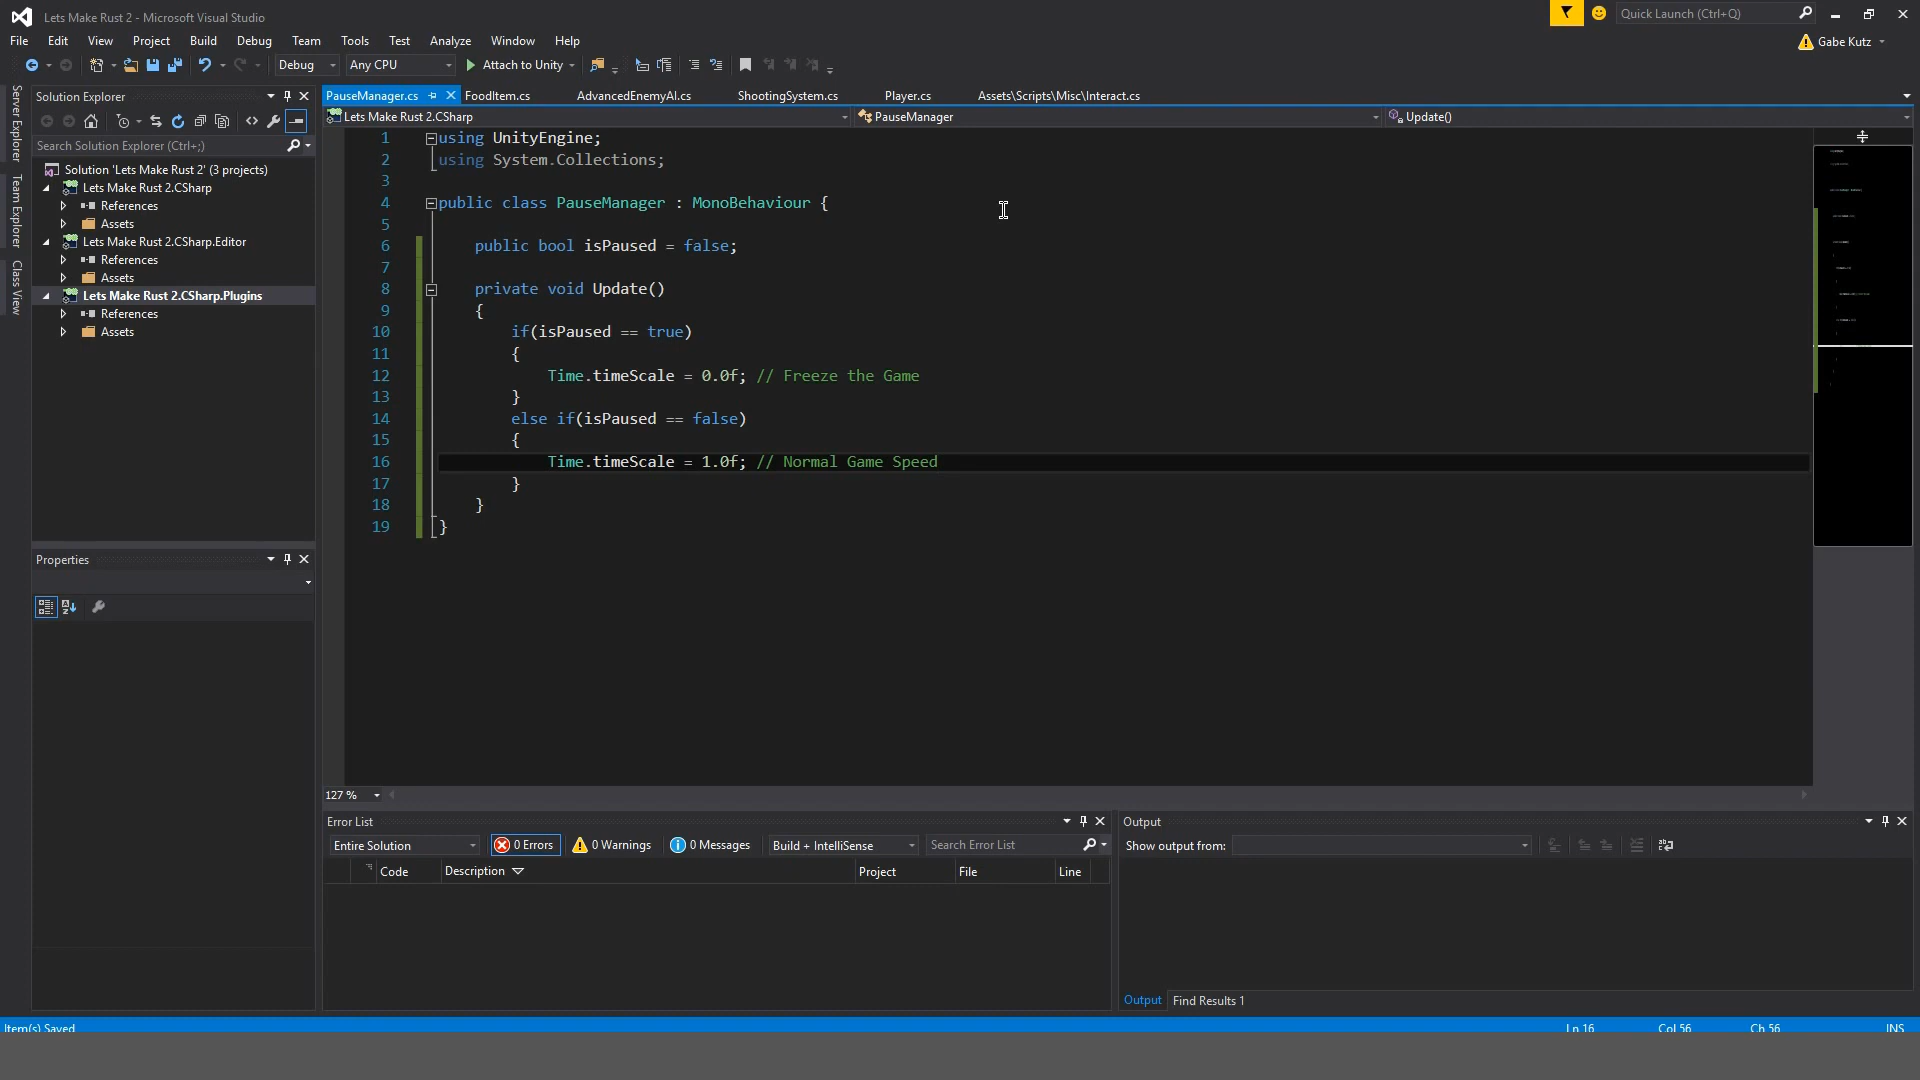 Lets Make Rust 2 - Microsoft Visual Studio
Quick Launch (Ctrl+Q)
File Edit View Project Build Debug Team Tools Test Analyze Window Help
Gabe Kutz
Debug Any CPU Attach to Unity
Server Explorer
Team Explorer
Class View
Solution Explorer
Search Solution Explorer (Ctrl+;)
Solution 'Lets Make Rust 2' (3 projects)
Lets Make Rust 2.CSharp
References
Assets
Lets Make Rust 2.CSharp.Editor
References
Assets
Lets Make Rust 2.CSharp.Plugins
References
Assets
Properties
PauseManager.cs FoodItem.cs AdvancedEnemyAI.cs ShootingSystem.cs Player.cs Assets\Scripts\Misc\Interact.cs
Lets Make Rust 2.CSharp PauseManager Update()
1 using UnityEngine;
2 using System.Collections;
3
4 public class PauseManager : MonoBehaviour {
5
6 public bool isPaused = false;
7
8 private void Update()
9 {
10 if(isPaused == true)
11 {
12 Time.timeScale = 0.0f; // Freeze the Game
13 }
14 else if(isPaused == false)
15 {
16 Time.timeScale = 1.0f; // Normal Game Speed
17 }
18 }
19 }
127 %
Error List
Entire Solution 0 Errors 0 Warnings 0 Messages Build + IntelliSense Search Error List
Code Description Project File Line
Output
Show output from:
Output Find Results 1
Item(s) Saved Ln 16 Col 56 Ch 56 INS